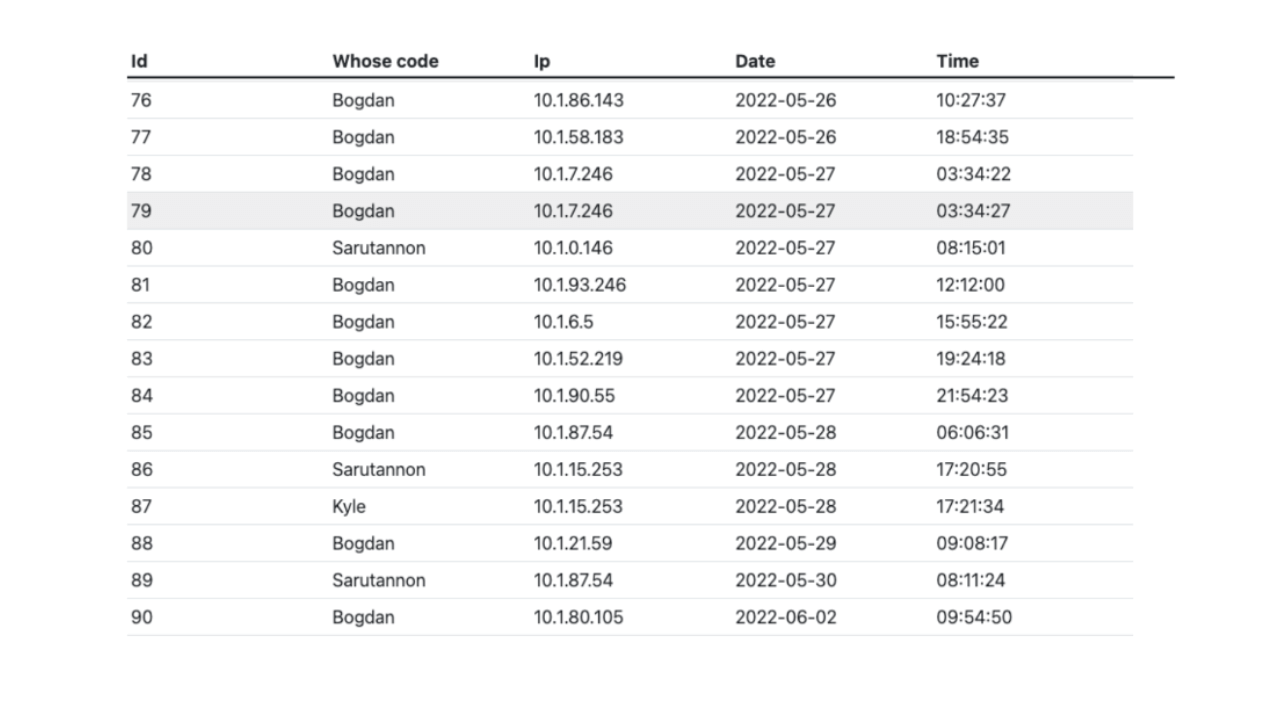 Id Whose code Ip Date Time
76 Bogdan 10.1.86.143 2022-05-26 10:27:37
77 Bogdan 10.1.58.183 2022-05-26 18:54:35
78 Bogdan 10.1.7.246 2022-05-27 03:34:22
79 Bogdan 10.1.7.246 2022-05-27 03:34:27
80 Sarutannon 10.1.0.146 2022-05-27 08:15:01
81 Bogdan 10.1.93.246 2022-05-27 12:12:00
82 Bogdan 10.1.6.5 2022-05-27 15:55:22
83 Bogdan 10.1.52.219 2022-05-27 19:24:18
84 Bogdan 10.1.90.55 2022-05-27 21:54:23
85 Bogdan 10.1.87.54 2022-05-28 06:06:31
86 Sarutannon 10.1.15.253 2022-05-28 17:20:55
87 Kyle 10.1.15.253 2022-05-28 17:21:34
88 Bogdan 10.1.21.59 2022-05-29 09:08:17
89 Sarutannon 10.1.87.54 2022-05-30 08:11:24
90 Bogdan 10.1.80.105 2022-06-02 09:54:50